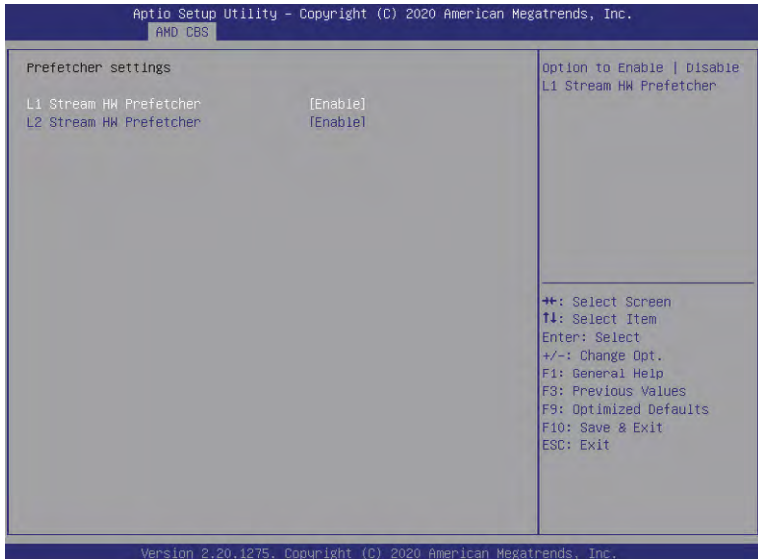 Aptio Setup Utility – Copyright (C) 2020 American Megatrends, Inc.
AMD CBS
Prefetcher settings
L1 Stream HW Prefetcher [Enable]
L2 Stream HW Prefetcher [Enable]
Option to Enable | Disable
L1 Stream HW Prefetcher
→←: Select Screen
↑↓: Select Item
Enter: Select
+/-: Change Opt.
F1: General Help
F3: Previous Values
F9: Optimized Defaults
F10: Save & Exit
ESC: Exit
Version 2.20.1275. Copyright (C) 2020 American Megatrends, Inc.